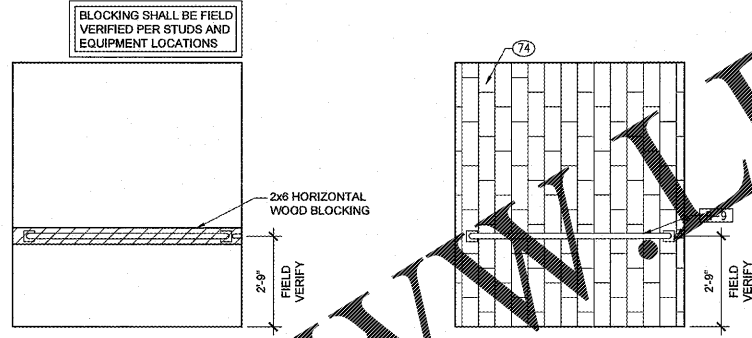 BLOCKING SHALL BE FIELD
VERIFIED PER STUDS AND
EQUIPMENT LOCATIONS
74
2x6 HORIZONTAL
WOOD BLOCKING
2'-9"
FIELD
VERIFY
2'-9"
FIELD
VERIFY